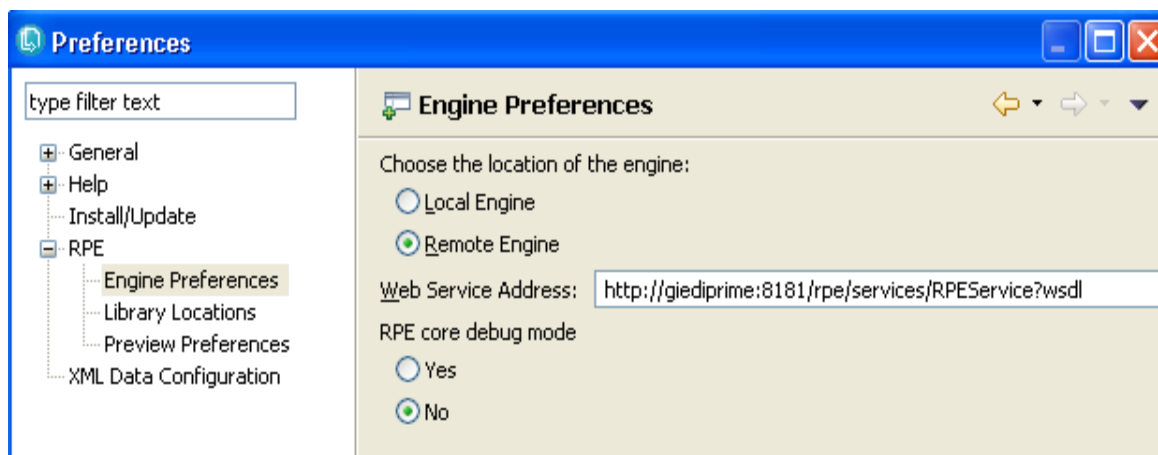 Preferences
type filter text
General
Help
Install/Update
RPE
Engine Preferences
Library Locations
Preview Preferences
XML Data Configuration
Engine Preferences
Choose the location of the engine:
Local Engine
Remote Engine
Web Service Address: http://giediprime:8181/rpe/services/RPEService?wsdl
RPE core debug mode
Yes
No